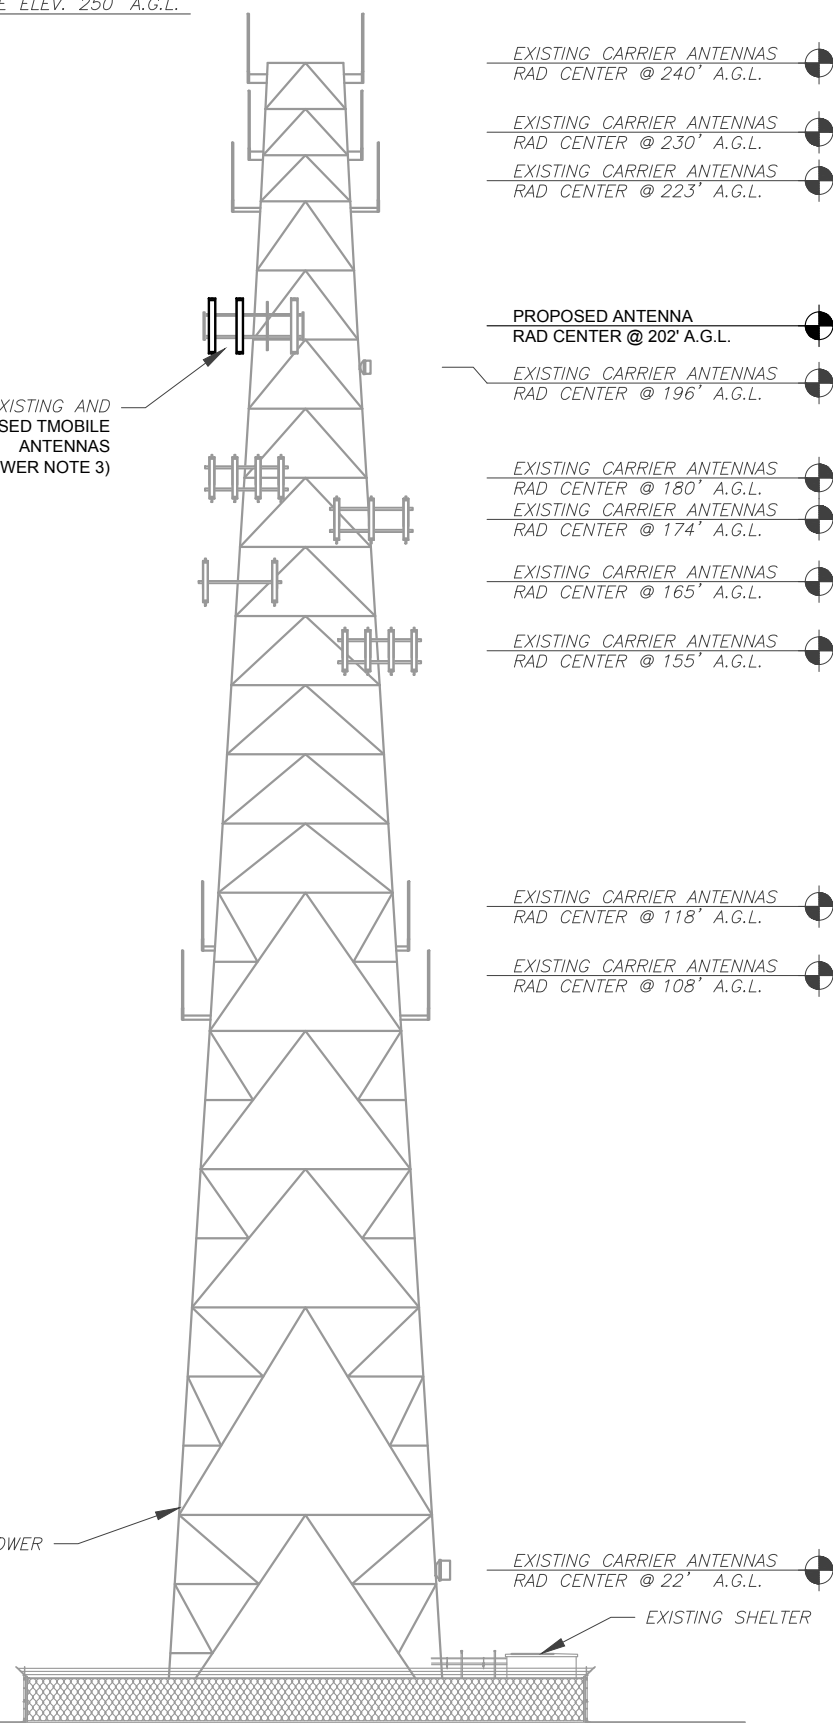 ELEV. 250' A.G.L.
EXISTING CARRIER ANTENNAS
RAD CENTER @ 240' A.G.L.
EXISTING CARRIER ANTENNAS
RAD CENTER @ 230' A.G.L.
EXISTING CARRIER ANTENNAS
RAD CENTER @ 223' A.G.L.
PROPOSED ANTENNA
RAD CENTER @ 202' A.G.L.
EXISTING CARRIER ANTENNAS
RAD CENTER @ 196' A.G.L.
XISTING AND
SED TMOBILE
ANTENNAS
WER NOTE 3)
EXISTING CARRIER ANTENNAS
RAD CENTER @ 180' A.G.L.
EXISTING CARRIER ANTENNAS
RAD CENTER @ 174' A.G.L.
EXISTING CARRIER ANTENNAS
RAD CENTER @ 165' A.G.L.
EXISTING CARRIER ANTENNAS
RAD CENTER @ 155' A.G.L.
EXISTING CARRIER ANTENNAS
RAD CENTER @ 118' A.G.L.
EXISTING CARRIER ANTENNAS
RAD CENTER @ 108' A.G.L.
OWER
EXISTING CARRIER ANTENNAS
RAD CENTER @ 22' A.G.L.
EXISTING SHELTER